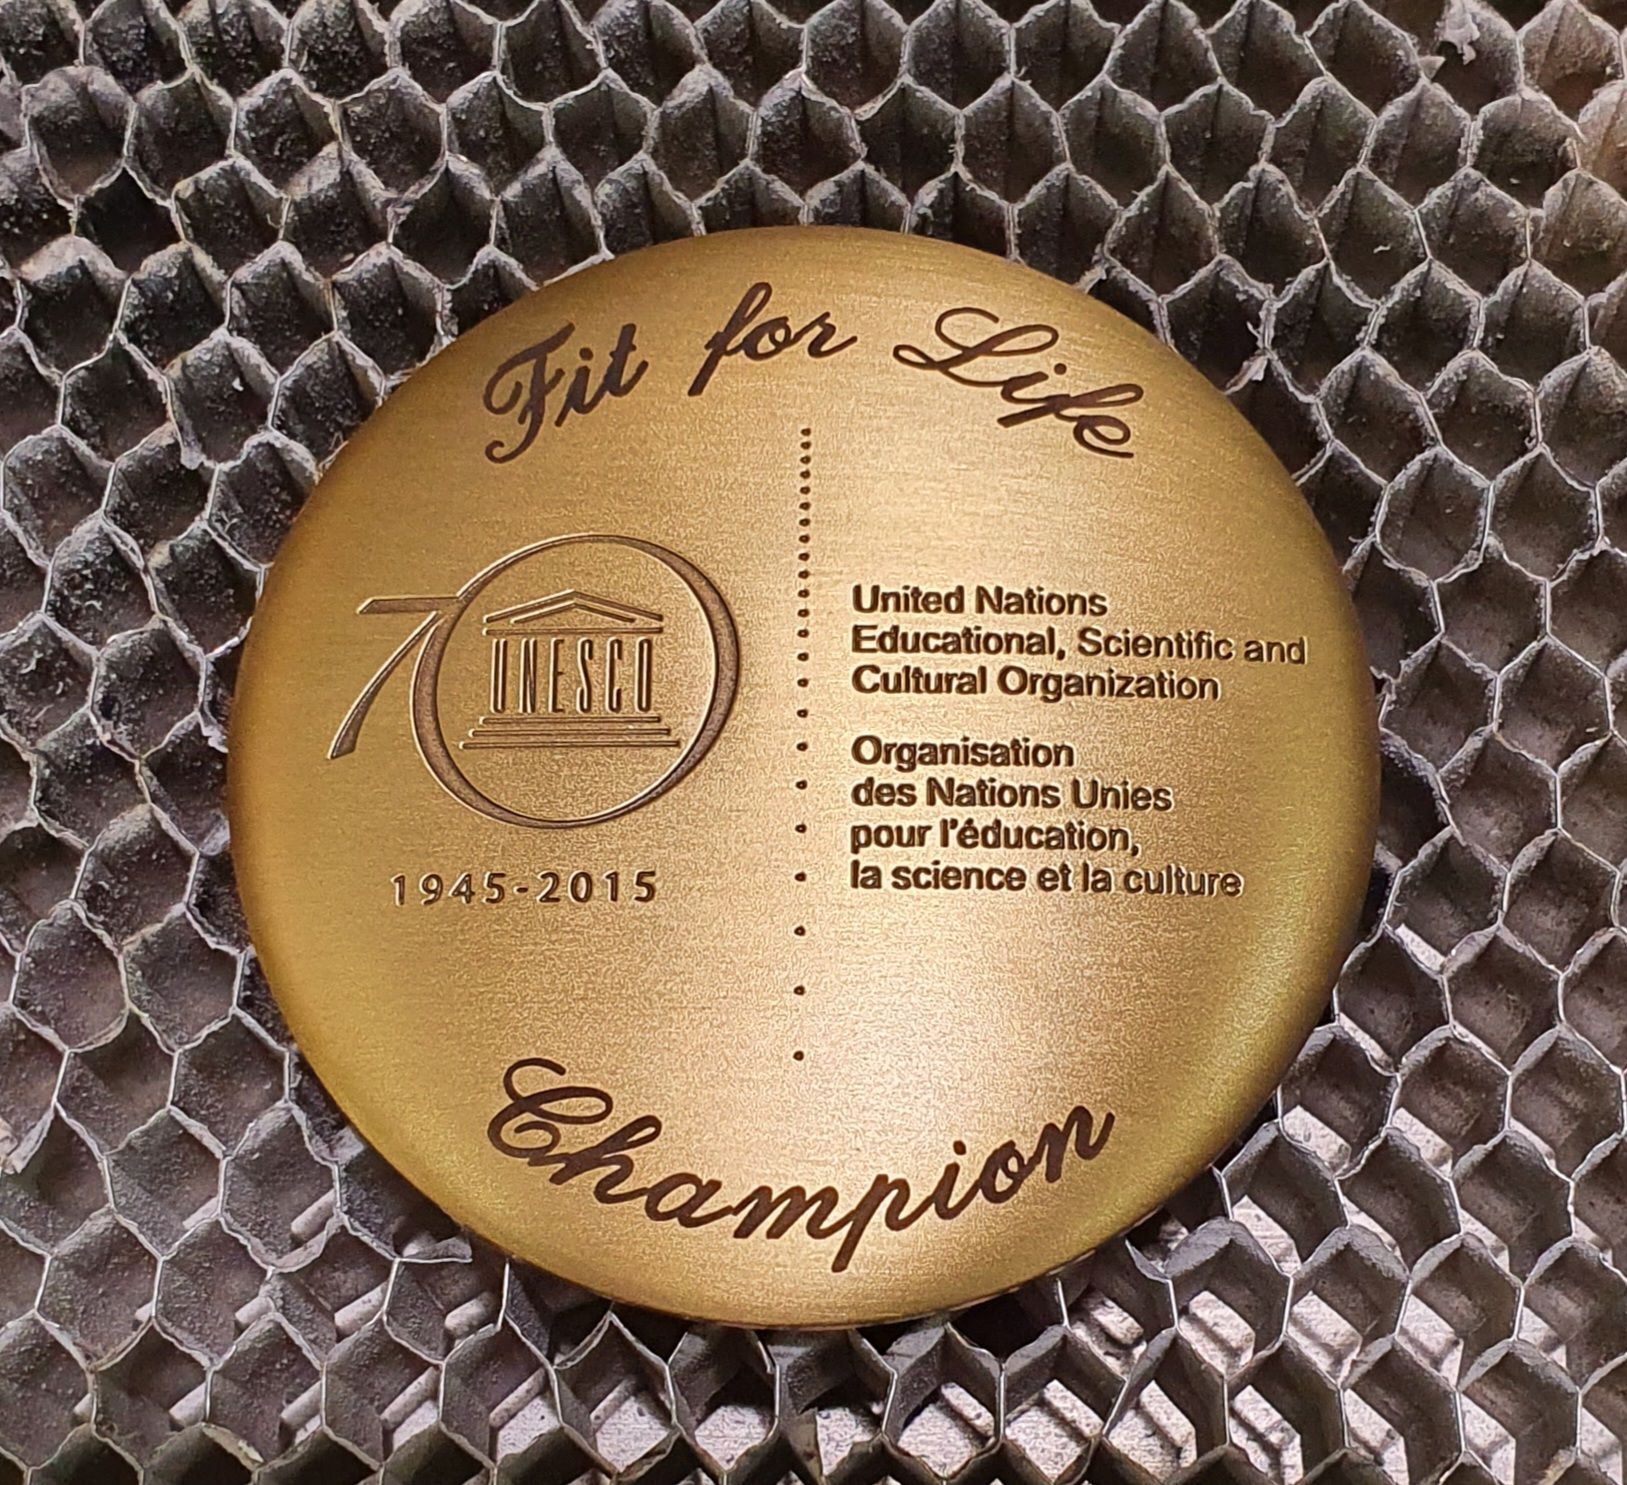 Fit for Life
70
UNESCO
1945-2015
United Nations
Educational, Scientific and
Cultural Organization
Organisation
des Nations Unies
pour l'éducation,
la science et la culture
Champion